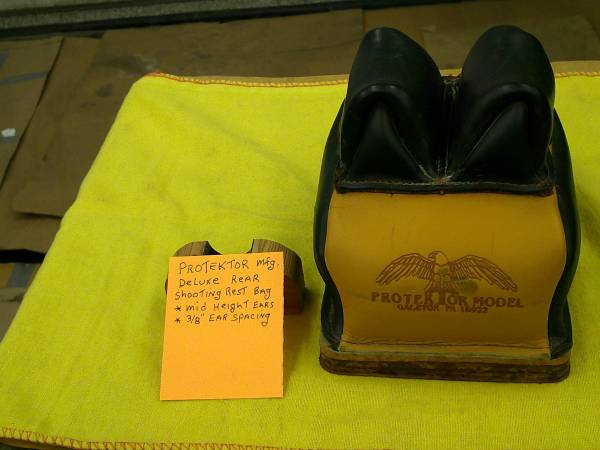 PROTEKTOR mfg.
DeLuxe ReAR
Shooting Rest Bag
* mid Height EARS
* 3/8" EAR Spacing
PROTEKTOR MODEL
GALETON PA 16922